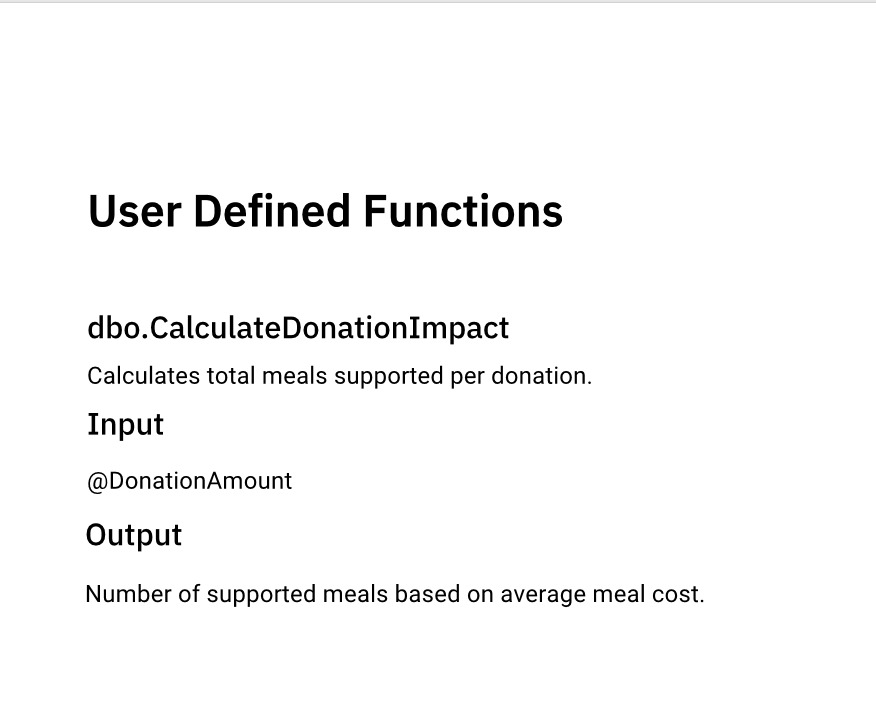 User Defined Functions
dbo.CalculateDonationImpact
Calculates total meals supported per donation.
Input
@DonationAmount
Output
Number of supported meals based on average meal cost.